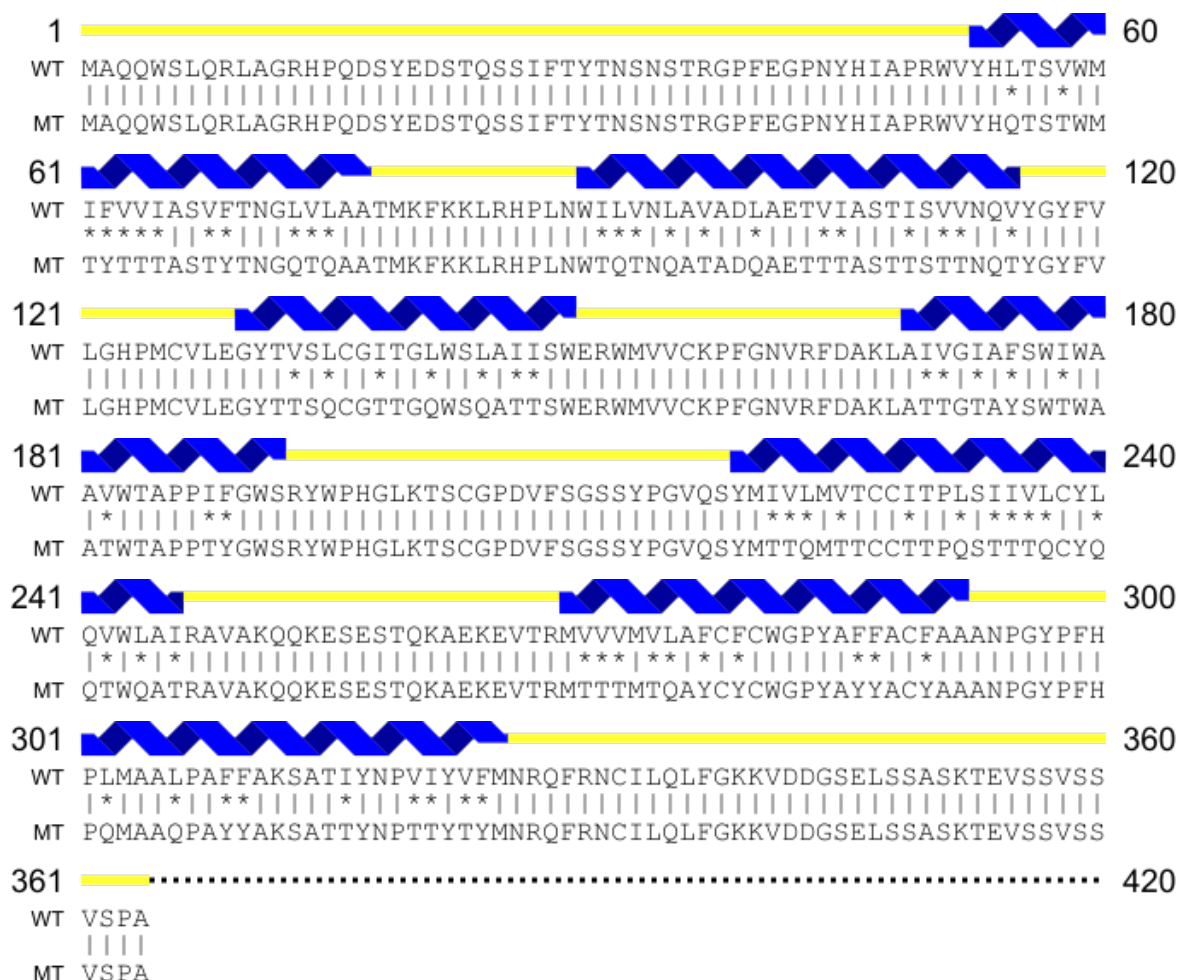 1 60
WT MAQQWSLQRLAGRHPQDSYEDSTQSSIFTYTNSNSTRGPFEGPNYHIAPRWVYHLTSVWM
||||||||||||||||||||||||||||||||||||||||||||||||||||||*||*||
MT MAQQWSLQRLAGRHPQDSYEDSTQSSIFTYTNSNSTRGPFEGPNYHIAPRWVYHQTSTWM
61 120
WT IFVVIASVFTNGLVLAATMKFKKLRHPLNWILVNLAVADLAETVIASTISVVNQVYGYFV
*****||**|||***|||||||||||||||***|*|*||*|||**|||*|**||*|||||
MT TYTTTASTYTNGQTQAATMKFKKLRHPLNWTQTNQATADQAETTTASTTSTTNQTYGYFV
121 180
WT LGHPMCVLEGYTVSLCGITGLWSLAIISWERWMVVCKPFGNVRFDAKLAIVGIAFSWIWA
||||||||||||*|*||*||*||*|**||||||||||||||||||||||**|*|*||*||
MT LGHPMCVLEGYTTSQCGTTGQWSQATTSWERWMVVCKPFGNVRFDAKLATTGTAYSWTWA
181 240
WT AVWTAPPIFGWSRYWPHGLKTSCGPDVFSGSSYPGVQSYMIVLMVTCCITPLSIIVLCYL
|*|||||**|||||||||||||||||||||||||||||||***|*|||*||*|****||*
MT ATWTAPPTYGWSRYWPHGLKTSCGPDVFSGSSYPGVQSYMTTQMTTCCTTPQSTTTQCYQ
241 300
WT QVWLAIRAVAKQQKESESTQKAEKEVTRMVVVMVLAFCFCWGPYAFFACFAAANPGYPFH
|*|*|*|||||||||||||||||||||||***|**|*|*||||||**||*||||||||||
MT QTWQATRAVAKQQKESESTQKAEKEVTRMTTTMTQAYCYCWGPYAYYACYAAANPGYPFH
301 360
WT PLMAALPAFFAKSATIYNPVIYVFMNRQFRNCILQLFGKKVDDGSELSSASKTEVSSVSS
|*|||*||**|||||*|||**|**||||||||||||||||||||||||||||||||||||
MT PQMAAQPAYYAKSATTYNPTTYTYMNRQFRNCILQLFGKKVDDGSELSSASKTEVSSVSS
361 420
WT VSPA
||||
MT VSPA